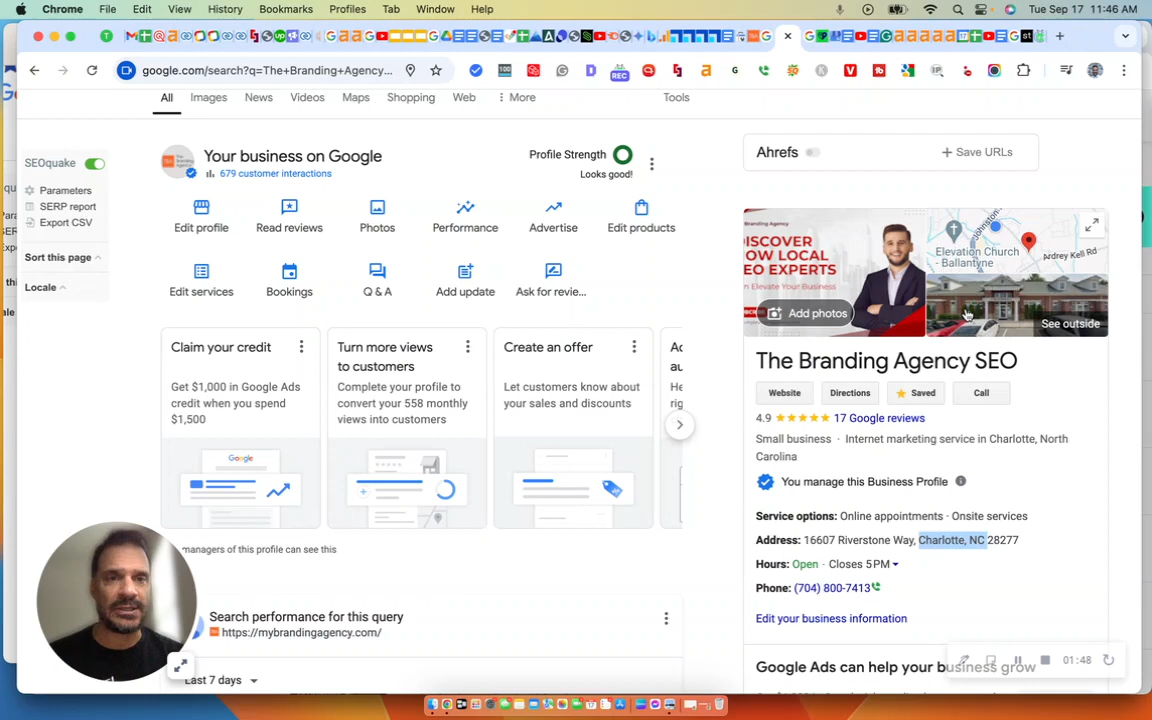 Chrome File Edit View History Bookmarks Profiles Tab Window Help
Tue Sep 17 11:46 AM
google.com/search?q=The+Branding+Agency...
REC
All Images News Videos Maps Shopping Web More Tools
SEOquake
Parameters
SERP report
Export CSV
Sort this page
Locale
Your business on Google
679 customer interactions
Profile Strength
Looks good!
Edit profile Read reviews Photos Performance Advertise Edit products
Edit services Bookings Q & A Add update Ask for revie...
Claim your credit
Get $1,000 in Google Ads
credit when you spend
$1,500
Google
Turn more views
to customers
Complete your profile to
convert your 558 monthly
views into customers
Create an offer
Let customers know about
your sales and discounts
managers of this profile can see this
Search performance for this query
https://mybrandingagency.com/
Last 7 days
Ahrefs
+ Save URLs
Branding Agency
ISCOVER
OW LOCAL
EO EXPERTS
n Elevate Your Business
Add photos
Elevation Church
- Ballantyne
Ardrey Kell Rd
See outside
The Branding Agency SEO
Website Directions Saved Call
4.9 17 Google reviews
Small business · Internet marketing service in Charlotte, North
Carolina
You manage this Business Profile
Service options: Online appointments · Onsite services
Address: 16607 Riverstone Way, Charlotte, NC 28277
Hours: Open · Closes 5 PM
Phone: (704) 800-7413
Edit your business information
Google Ads can help your business grow
01:48